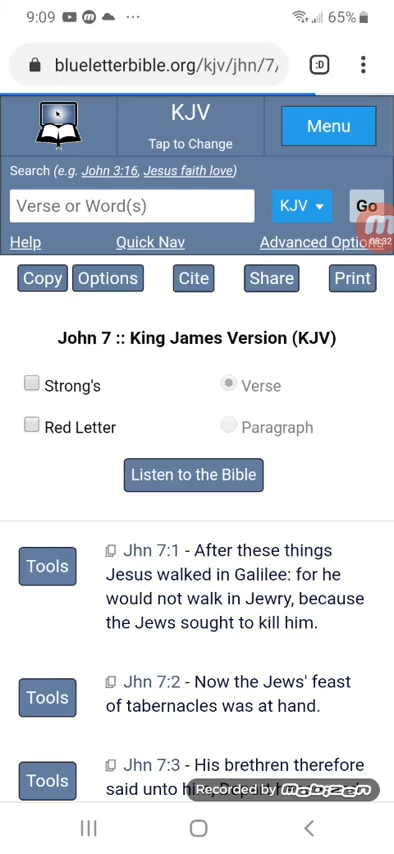 9:09 65%
blueletterbible.org/kjv/jhn/7/ :D
KJV
Tap to Change
Menu
Search (e.g. John 3:16, Jesus faith love)
Verse or Word(s) KJV Go
08:32
Help Quick Nav Advanced Options
Copy Options Cite Share Print
John 7 :: King James Version (KJV)
Strong's Verse
Red Letter Paragraph
Listen to the Bible
Tools
Jhn 7:1 - After these things
Jesus walked in Galilee: for he
would not walk in Jewry, because
the Jews sought to kill him.
Tools
Jhn 7:2 - Now the Jews' feast
of tabernacles was at hand.
Tools
Jhn 7:3 - His brethren therefore
said unto
Recorded by mobizen